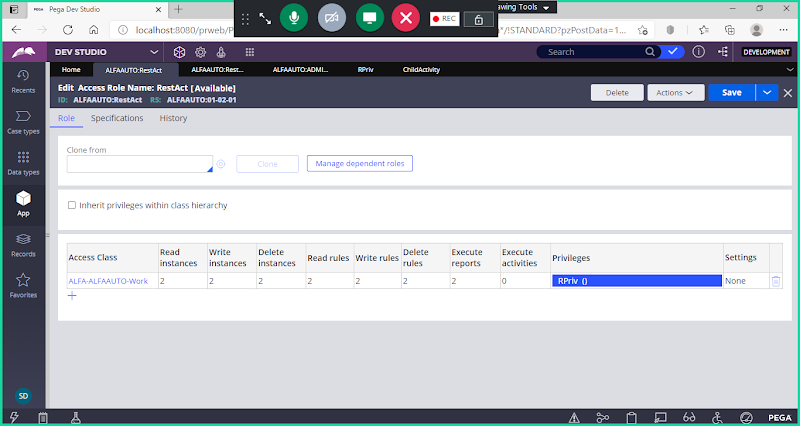 PEGA Pega Dev Studio
localhost:8080/prweb/P
REC
awing Tools
"/!STANDARD?pzPostData=1...
DEV STUDIO
Search
DEVELOPMENT
Home
ALFAAUTO:RestAct
ALFAAUTO:Rest...
ALFAAUTO:ADMI...
RPriv
ChildActivity
Edit Access Role Name: RestAct [Available]
ID: ALFAAUTO:RestAct RS: ALFAAUTO:01-02-01
Delete
Actions
Save
Role Specifications History
Clone from
Clone
Manage dependent roles
Inherit privileges within class hierarchy
Access Class Read instances Write instances Delete instances Read rules Write rules Delete rules Execute reports Execute activities Privileges Settings
ALFA-ALFAAUTO-Work 2 2 2 2 2 2 2 0 RPriv () None
Recents
Case types
Data types
App
Records
Favorites
SD
PEGA